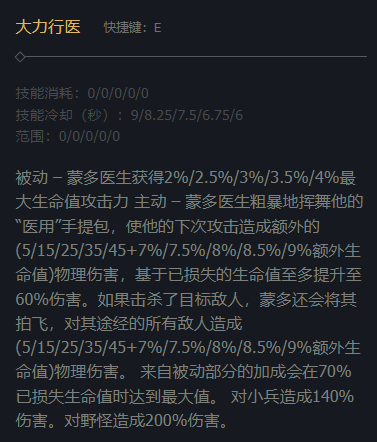 大力行医 快捷键：E
技能消耗：0/0/0/0/0
技能冷却（秒）：9/8.25/7.5/6.75/6
范围：0/0/0/0/0
被动 – 蒙多医生获得2%/2.5%/3%/3.5%/4%最
大生命值攻击力 主动 – 蒙多医生粗暴地挥舞他的
“医用”手提包，使他的下次攻击造成额外的
(5/15/25/35/45+7%/7.5%/8%/8.5%/9%额外生
命值)物理伤害，基于已损失的生命值至多提升至
60%伤害。如果击杀了目标敌人，蒙多还会将其
拍飞，对其途经的所有敌人造成
(5/15/25/35/45+7%/7.5%/8%/8.5%/9%额外生
命值)物理伤害。 来自被动部分的加成会在70%
已损失生命值时达到最大值。 对小兵造成140%
伤害。对野怪造成200%伤害。